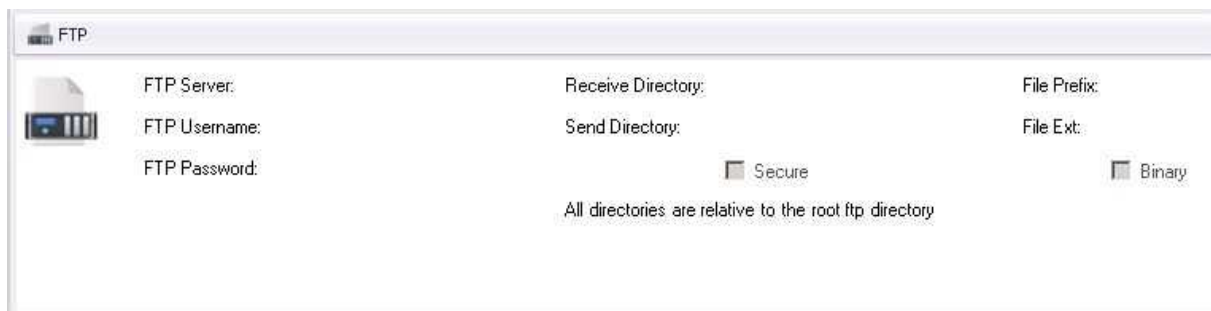 FTP
FTP Server: Receive Directory: File Prefix:
FTP Username: Send Directory: File Ext:
FTP Password: Secure Binary
All directories are relative to the root ftp directory